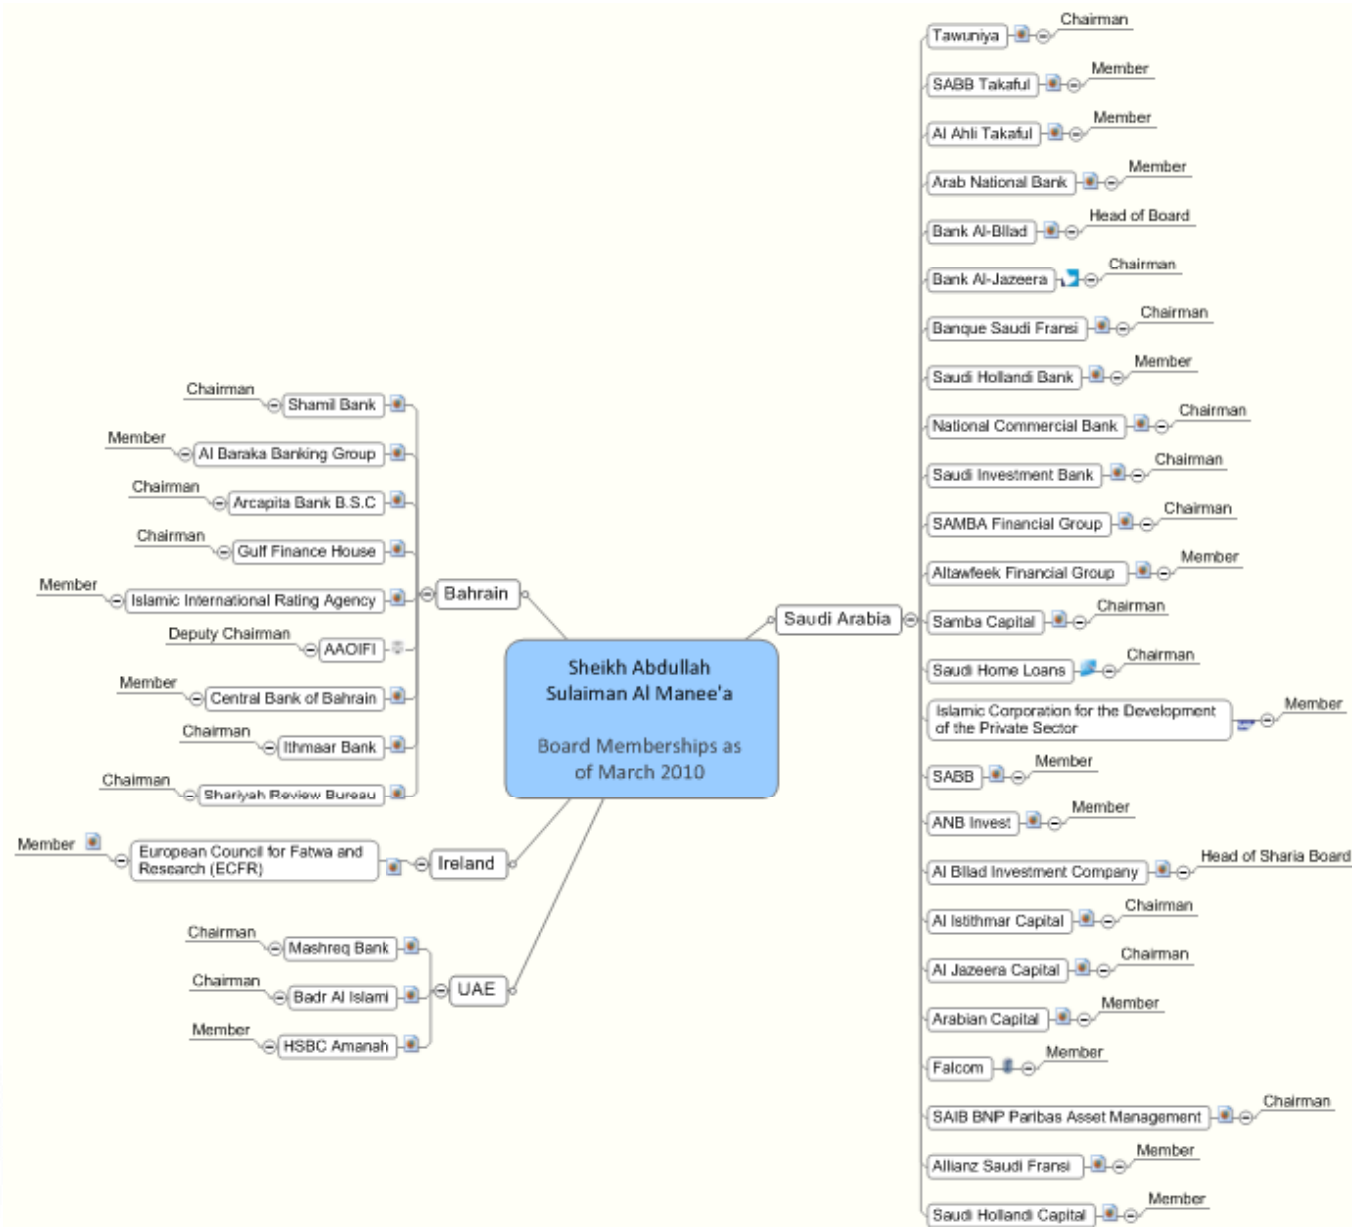 Sheikh Abdullah
Sulaiman Al Manee'a
Board Memberships as
of March 2010
Bahrain
Chairman
Shamil Bank
Member
Al Baraka Banking Group
Chairman
Arcapita Bank B.S.C
Chairman
Gulf Finance House
Member
Islamic International Rating Agency
Deputy Chairman
AAOIFI
Member
Central Bank of Bahrain
Chairman
Ithmaar Bank
Chairman
Shariyah Review Bureau
Ireland
Member
European Council for Fatwa and
Research (ECFR)
UAE
Chairman
Mashreq Bank
Chairman
Badr Al Islami
Member
HSBC Amanah
Saudi Arabia
Tawuniya
Chairman
SABB Takaful
Member
Al Ahli Takaful
Member
Arab National Bank
Member
Bank Al-Bllad
Head of Board
Bank Al-Jazeera
Chairman
Banque Saudi Fransi
Chairman
Saudi Hollandi Bank
Member
National Commercial Bank
Chairman
Saudi Investment Bank
Chairman
SAMBA Financial Group
Chairman
Altawfeek Financial Group
Member
Samba Capital
Chairman
Saudi Home Loans
Chairman
Islamic Corporation for the Development
of the Private Sector
Member
SABB
Member
ANB Invest
Member
Al Bllad Investment Company
Head of Sharia Board
Al Istithmar Capital
Chairman
Al Jazeera Capital
Chairman
Arabian Capital
Member
Falcom
Member
SAIB BNP Paribas Asset Management
Chairman
Allianz Saudi Fransi
Member
Saudi Hollandi Capital
Member